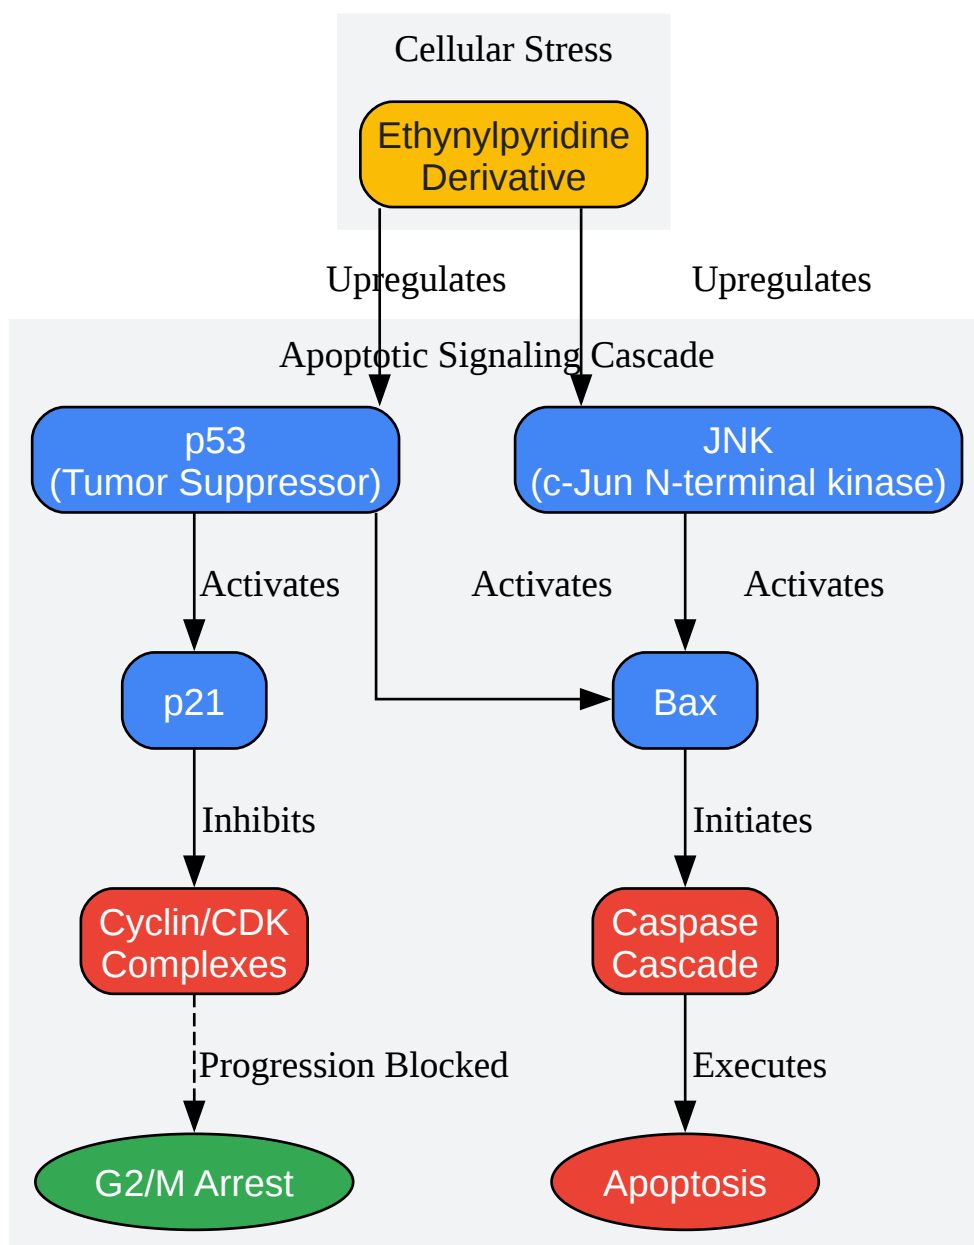 Cellular Stress
Ethynylpyridine
Derivative
Upregulates
Upregulates
Apoptotic Signaling Cascade
p53
(Tumor Suppressor)
JNK
(c-Jun N-terminal kinase)
Activates
Activates
Activates
p21
Bax
Inhibits
Initiates
Cyclin/CDK
Complexes
Caspase
Cascade
Progression Blocked
Executes
G2/M Arrest
Apoptosis